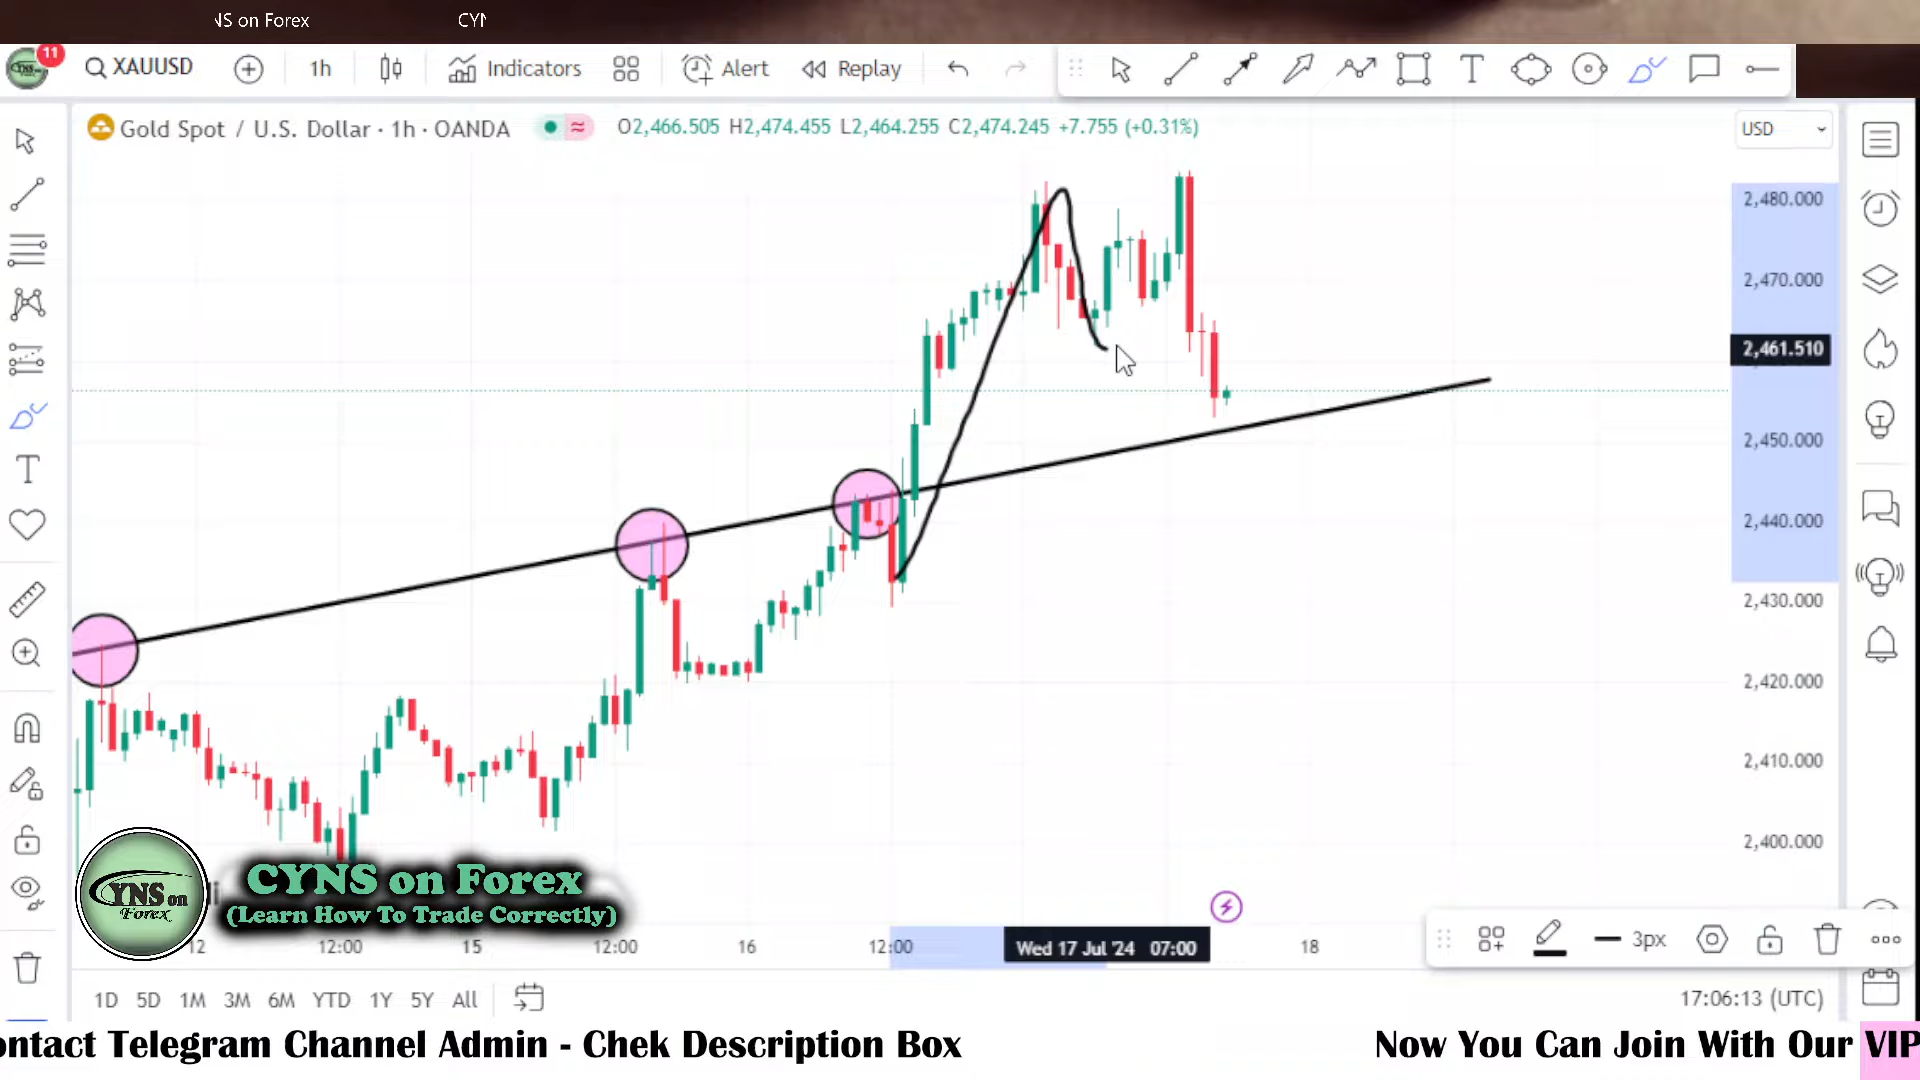 NS on Forex CYN
11
XAUUSD 1h Indicators Alert Replay
Gold Spot / U.S. Dollar · 1h · OANDA O2,466.505 H2,474.455 L2,464.255 C2,474.245 +7.755 (+0.31%)
USD
2,480.000
2,470.000
2,461.510
2,450.000
2,440.000
2,430.000
2,420.000
2,410.000
2,400.000
CYNS on Forex
(Learn How To Trade Correctly)
YNS on
Forex
12 12:00 15 12:00 16 12:00 Wed 17 Jul '24 07:00 18
3px
1D 5D 1M 3M 6M YTD 1Y 5Y All
17:06:13 (UTC)
ontact Telegram Channel Admin - Chek Description Box Now You Can Join With Our VIP